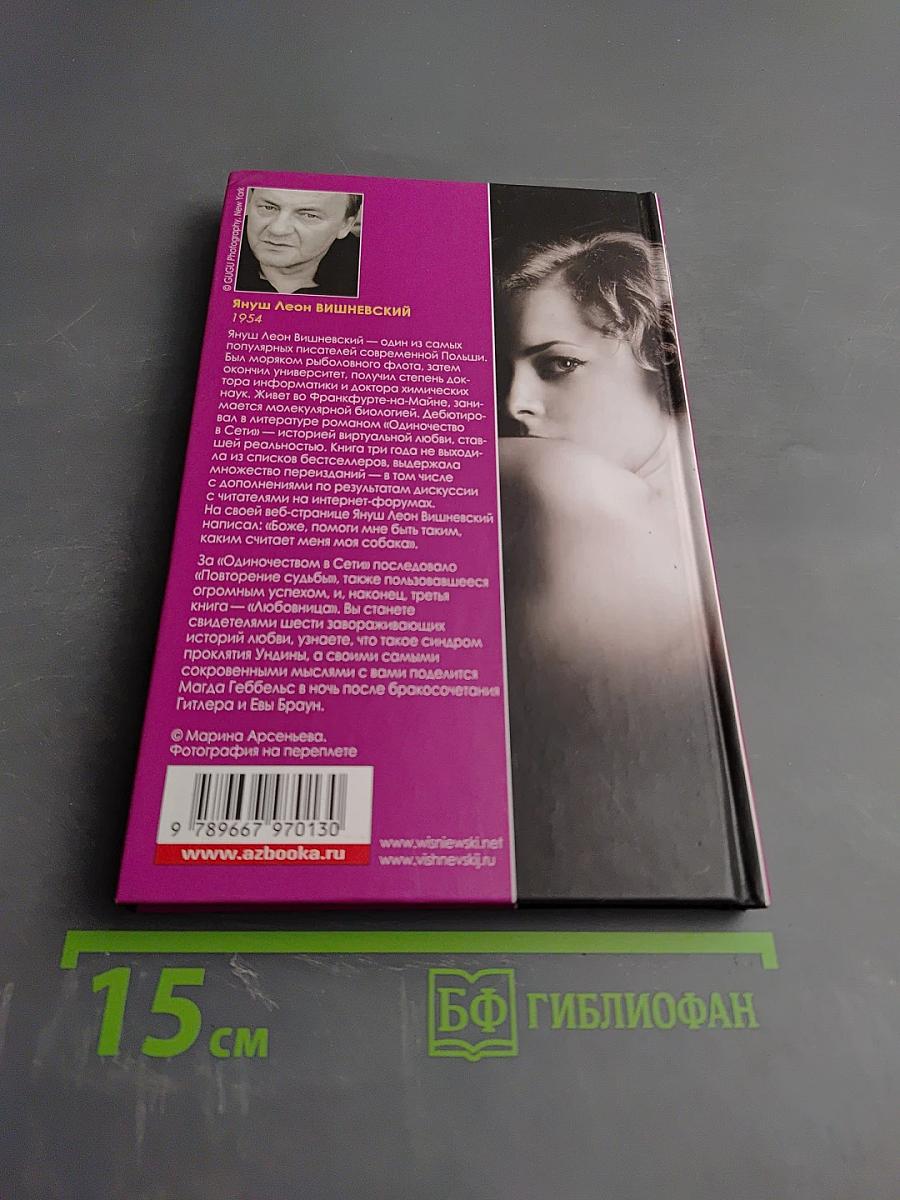 © GUGU Photography, New York
Януш Леон ВИШНЕВСКИЙ
1954
Януш Леон Вишневский — один из самых
популярных писателей современной Польши.
Был моряком рыболовного флота, затем
окончил университет, получил степень док-
тора информатики и доктора химических
наук. Живет во Франкфурте-на-Майне, зани-
мается молекулярной биологией. Дебютиро-
вал в литературе романом «Одиночество
в Сети» — историей виртуальной любви, став-
шей реальностью. Книга три года не выходи-
ла из списков бестселлеров, выдержала
множество переизданий — в том числе
с дополнениями по результатам дискуссии
с читателями на интернет-форумах.
На своей веб-странице Януш Леон Вишневский
написал: «Боже, помоги мне быть таким,
каким считает меня моя собака».
За «Одиночеством в Сети» последовало
«Повторение судьбы», также пользовавшееся
огромным успехом, и, наконец, третья
книга — «Любовница». Вы станете
свидетелями шести завораживающих
историй любви, узнаете, что такое синдром
проклятия Ундины, а своими самыми
сокровенными мыслями с вами поделится
Магда Геббельс в ночь после бракосочетания
Гитлера и Евы Браун.
© Марина Арсеньева.
Фотография на переплете
9 789667 970130
www.azbooka.ru
www.wisniewski.net
www.vishnevskij.ru
15 см
БФ ГИБЛИОФАН